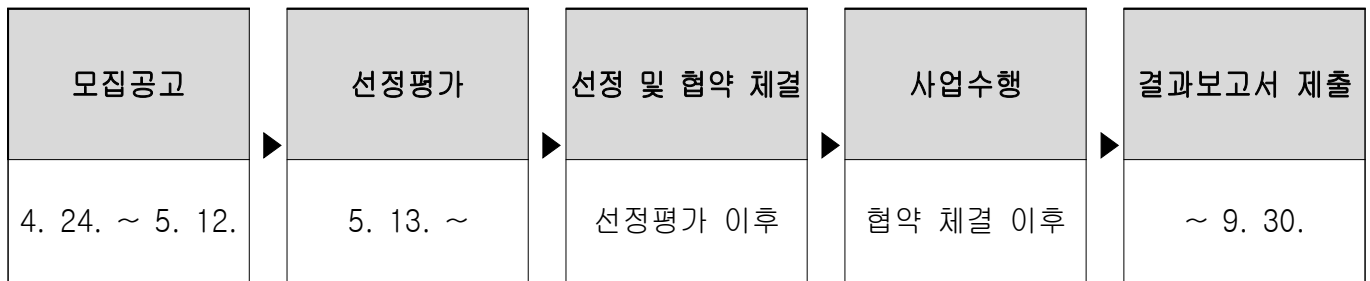 모집공고 ▶ 선정평가 ▶ 선정 및 협약 체결 ▶ 사업수행 ▶ 결과보고서 제출
4. 24. ~ 5. 12. 5. 13. ~ 선정평가 이후 협약 체결 이후 ~ 9. 30.